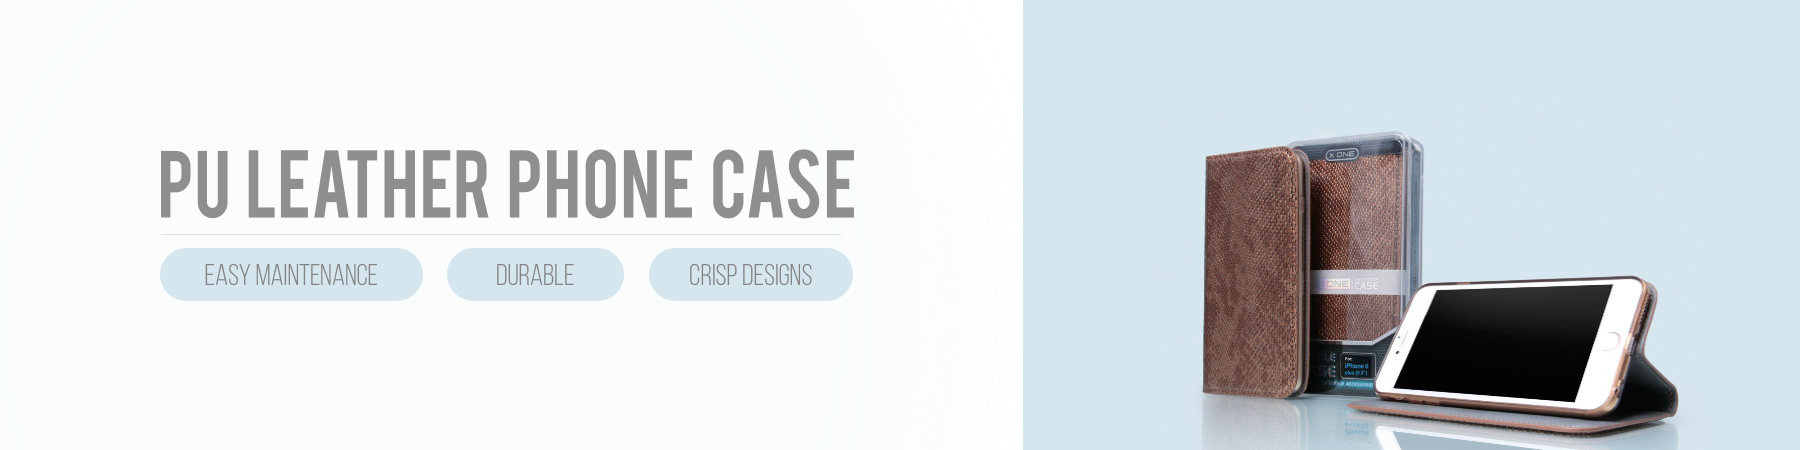 PU LEATHER PHONE CASE
EASY MAINTENANCE
DURABLE
CRISP DESIGNS
X-ONE
ONE
CASE
For:
iPhone 6
plus (5.5")